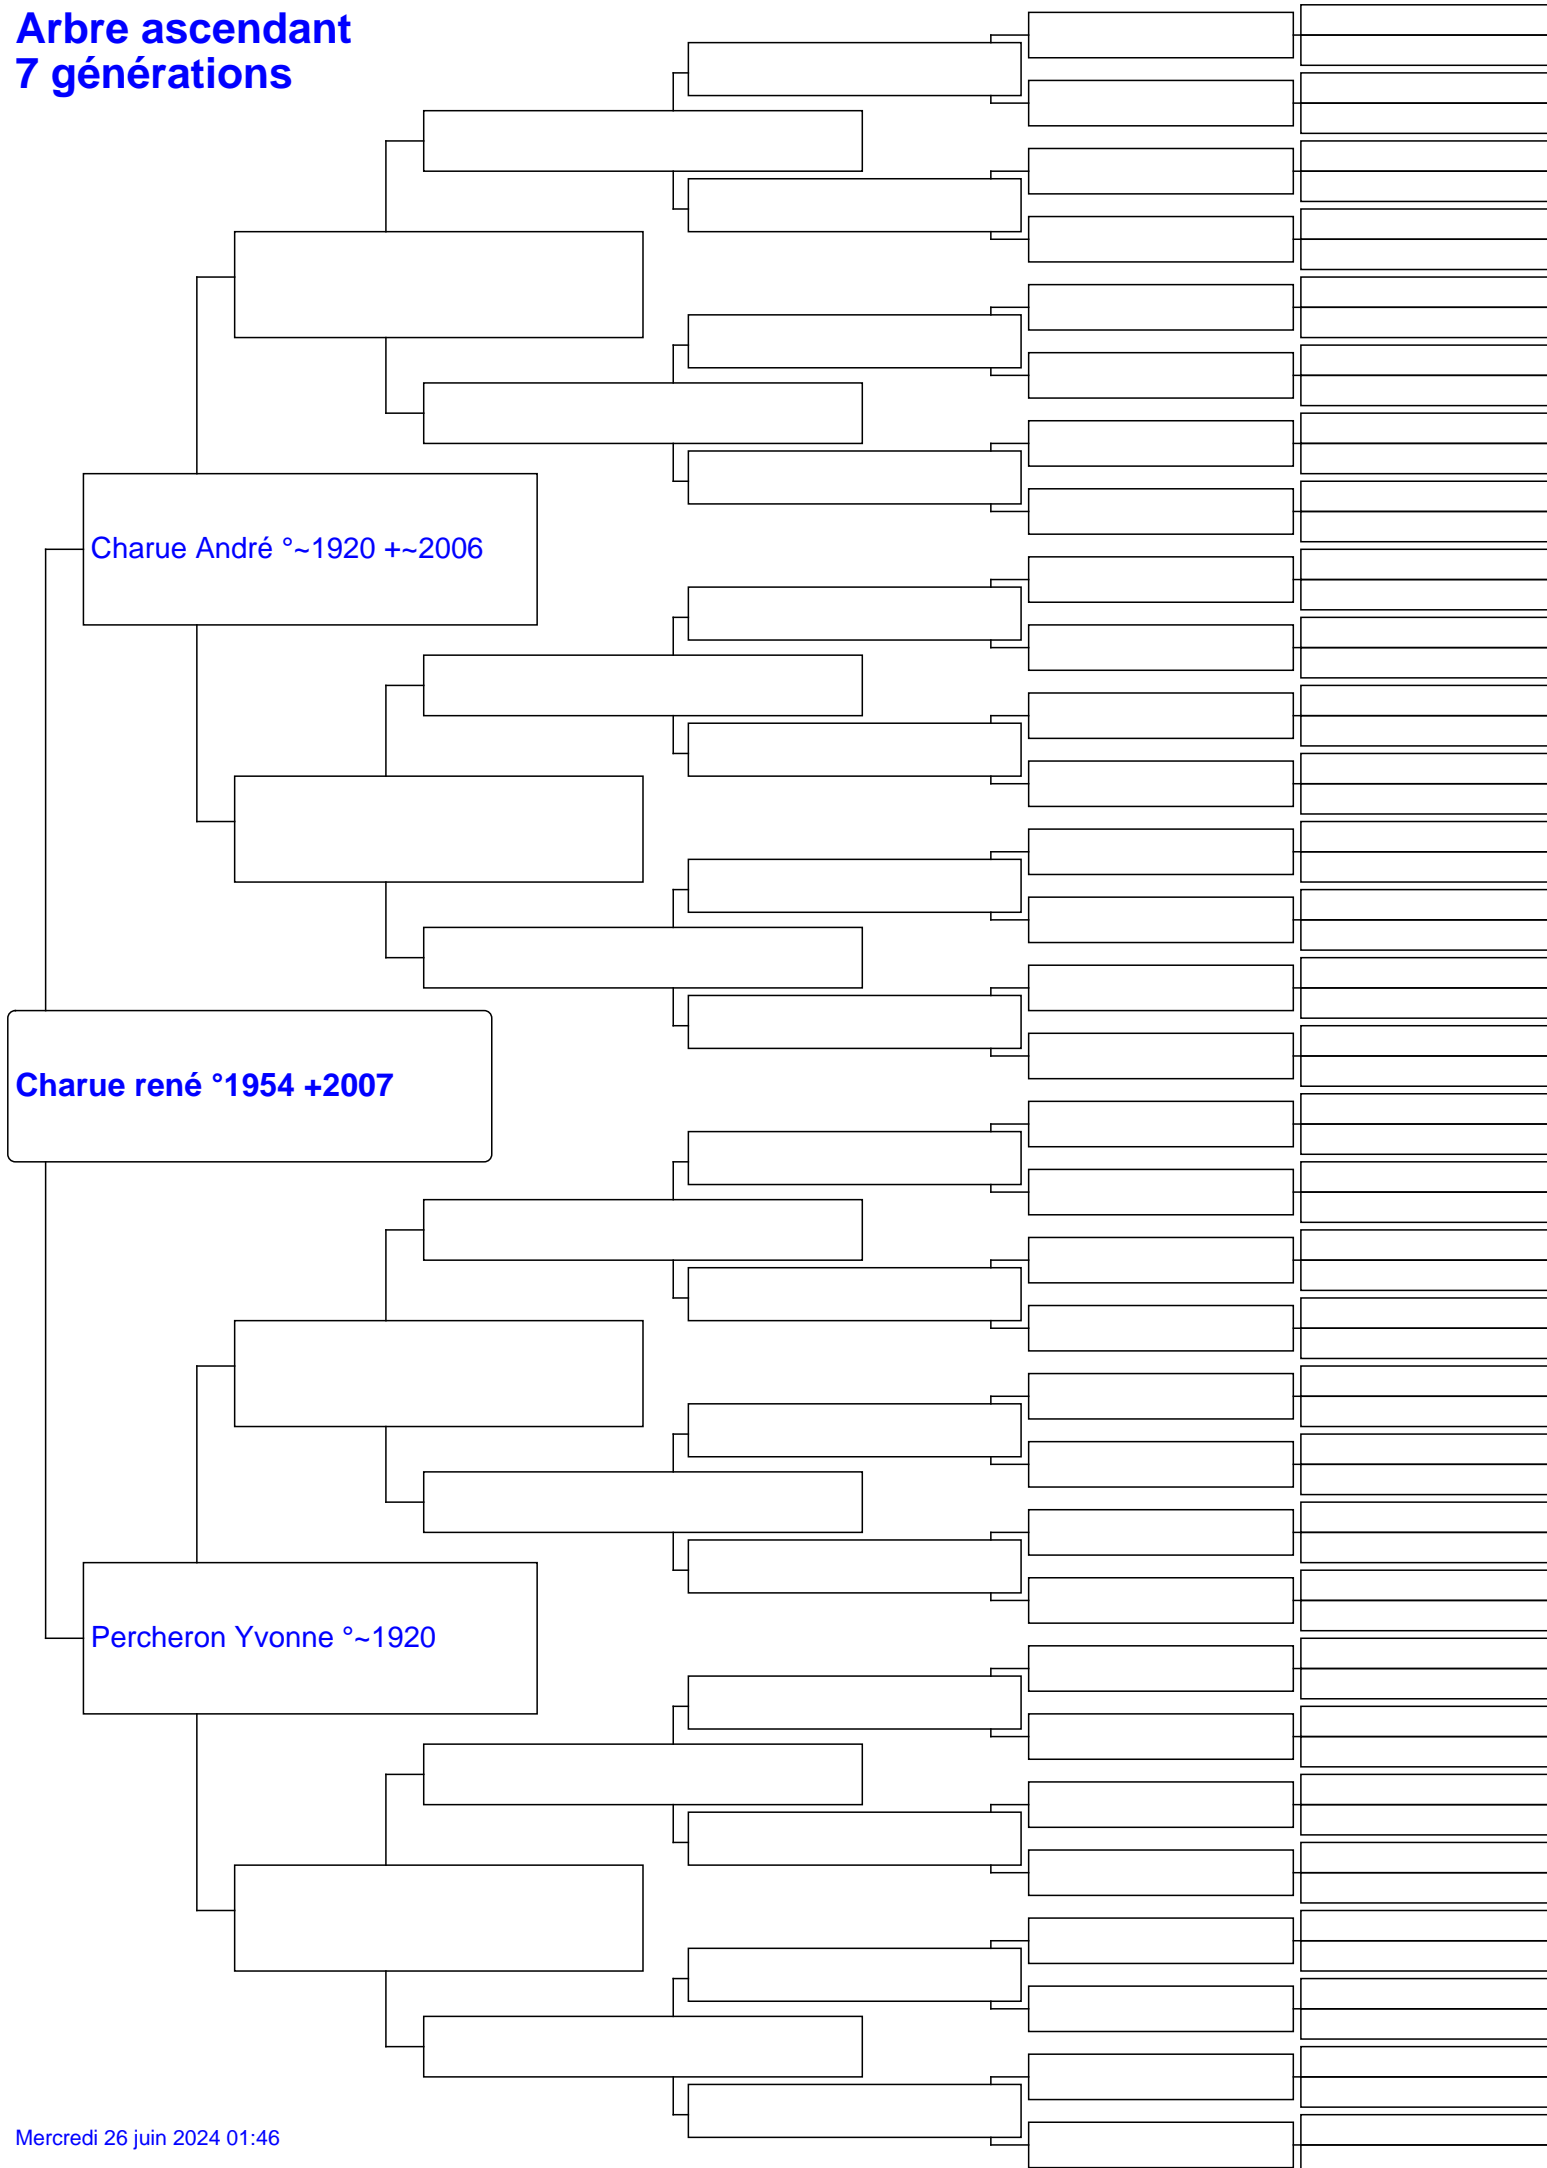 Arbre ascendant
7 générations
Charue André °~1920 +~2006
Charue rené °1954 +2007
Percheron Yvonne °~1920
Mercredi 26 juin 2024 01:46